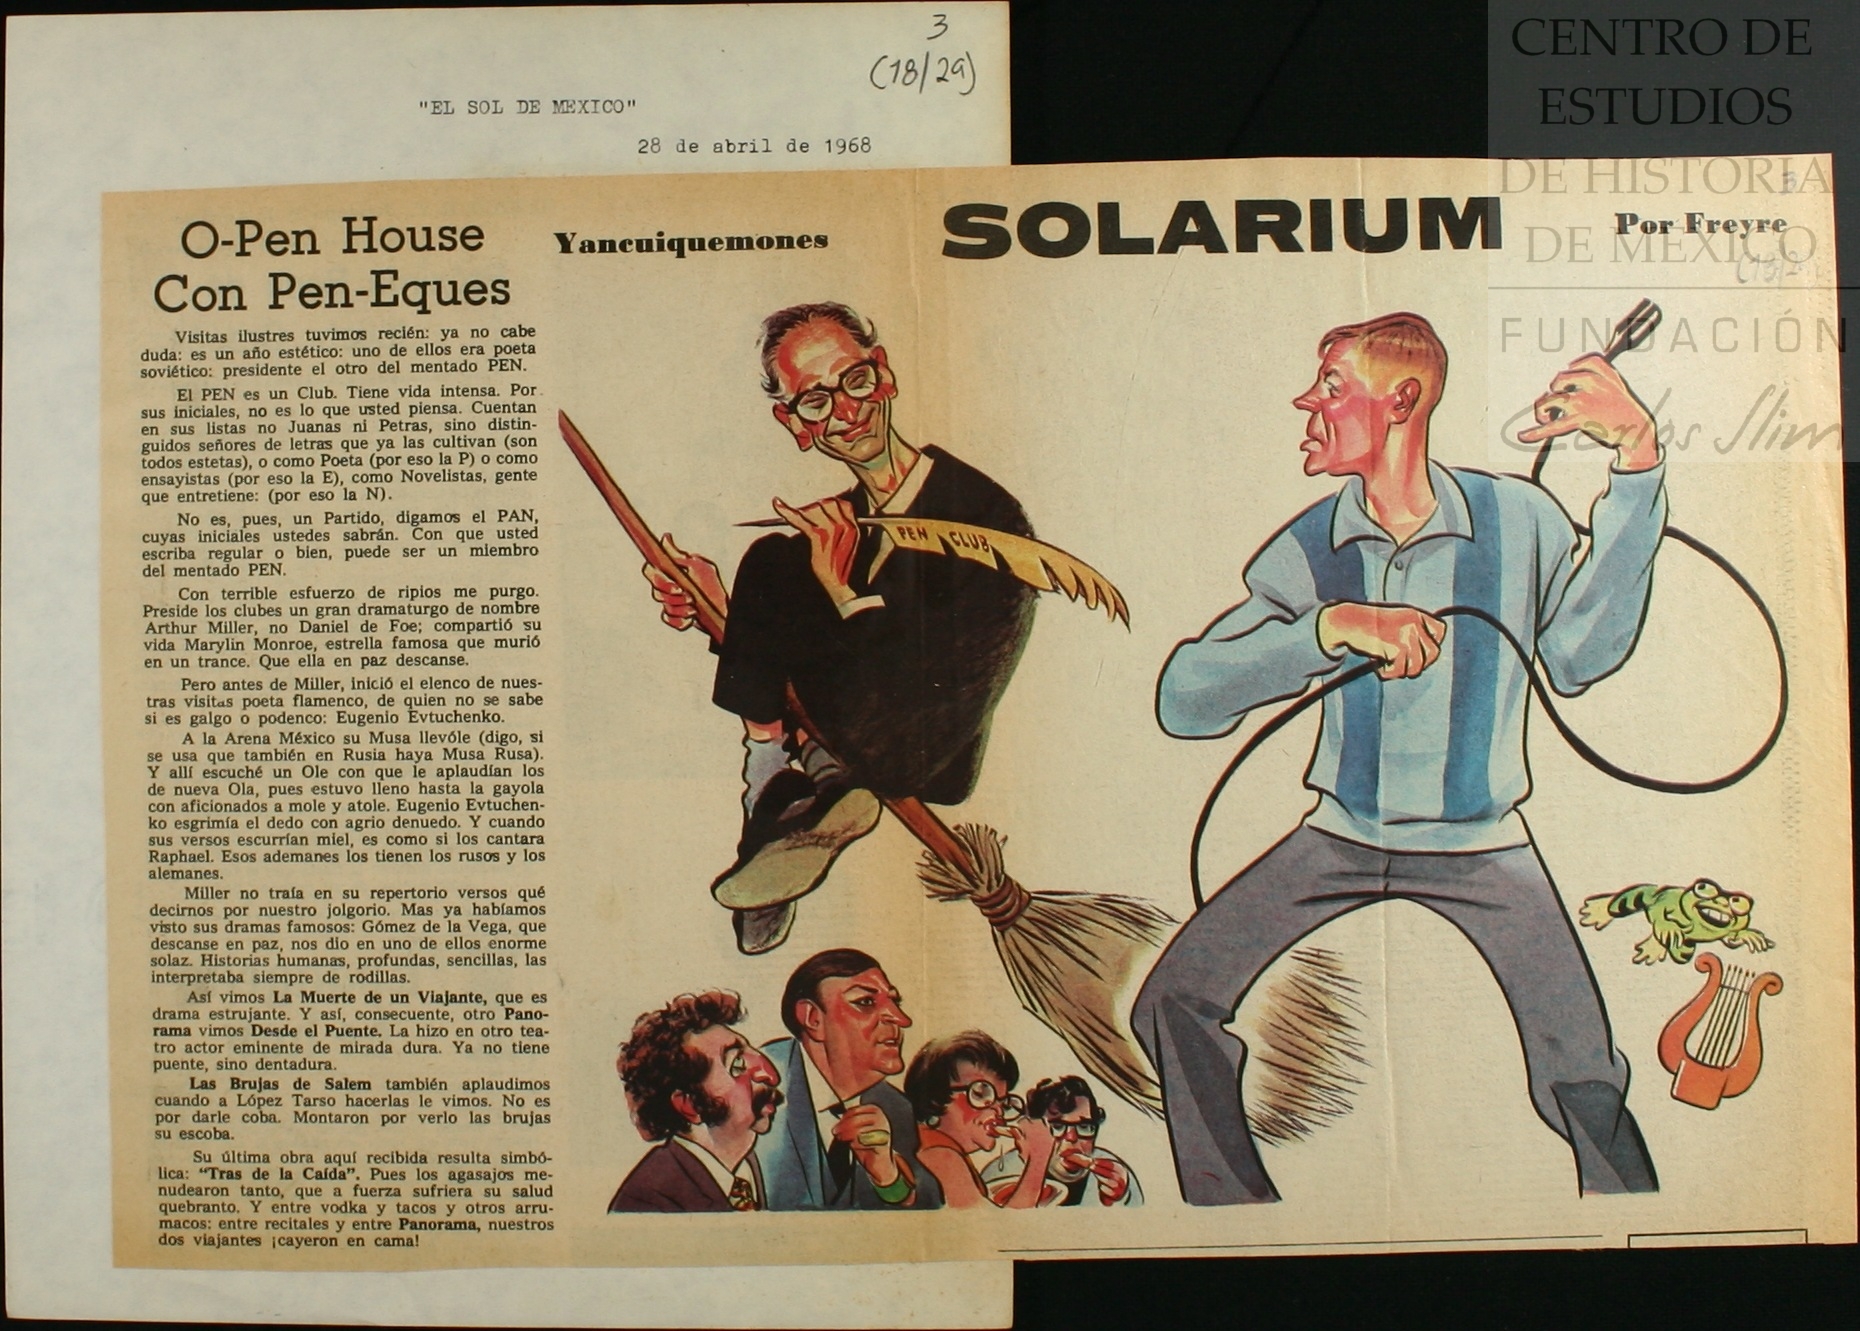 3
(18/29)
"EL SOL DE MEXICO"
28 de abril de 1968
CENTRO DE
ESTUDIOS
DE HISTORIA
DE MÉXICO
FUNDACIÓN
Carlos Slim
O-Pen House
Con Pen-Eques
Yancuiquemones
SOLARIUM
Por Freyre
Visitas ilustres tuvimos recién: ya no cabe
duda: es un año estético: uno de ellos era poeta
soviético: presidente el otro del mentado PEN.
El PEN es un Club. Tiene vida intensa. Por
sus iniciales, no es lo que usted piensa. Cuentan
en sus listas no Juanas ni Petras, sino distin-
guidos señores de letras que ya las cultivan (son
todos estetas), o como Poeta (por eso la P) o como
ensayistas (por eso la E), como Novelistas, gente
que entretiene: (por eso la N).
No es, pues, un Partido, digamos el PAN,
cuyas iniciales ustedes sabrán. Con que usted
escriba regular o bien, puede ser un miembro
del mentado PEN.
Con terrible esfuerzo de ripios me purgo.
Preside los clubes un gran dramaturgo de nombre
Arthur Miller, no Daniel de Foe; compartió su
vida Marylin Monroe, estrella famosa que murió
en un trance. Que ella en paz descanse.
Pero antes de Miller, inició el elenco de nues-
tras visitas poeta flamenco, de quien no se sabe
si es galgo o podenco: Eugenio Evtuchenko.
A la Arena México su Musa llevóle (digo, si
se usa que también en Rusia haya Musa Rusa).
Y allí escuché un Ole con que le aplaudían los
de nueva Ola, pues estuvo lleno hasta la gayola
con aficionados a mole y atole. Eugenio Evtuchen-
ko esgrimía el dedo con agrio denuedo. Y cuando
sus versos escurrían miel, es como si los cantara
Raphael. Esos ademanes los tienen los rusos y los
alemanes.
Miller no traía en su repertorio versos qué
decirnos por nuestro jolgorio. Mas ya habíamos
visto sus dramas famosos: Gómez de la Vega, que
descanse en paz, nos dio en uno de ellos enorme
solaz. Historias humanas, profundas, sencillas, las
interpretaba siempre de rodillas.
Así vimos La Muerte de un Viajante, que es
drama estrujante. Y así, consecuente, otro Pano-
rama vimos Desde el Puente. La hizo en otro tea-
tro actor eminente de mirada dura. Ya no tiene
puente, sino dentadura.
Las Brujas de Salem también aplaudimos
cuando a López Tarso hacerlas le vimos. No es
por darle coba. Montaron por verlo las brujas
su escoba.
Su última obra aquí recibida resulta simbó-
lica: "Tras de la Caída". Pues los agasajos me-
nudearon tanto, que a fuerza sufriera su salud
quebranto. Y entre vodka y tacos y otros arru-
macos: entre recitales y entre Panorama, nuestros
dos viajantes ¡cayeron en cama!
PEN CLUB